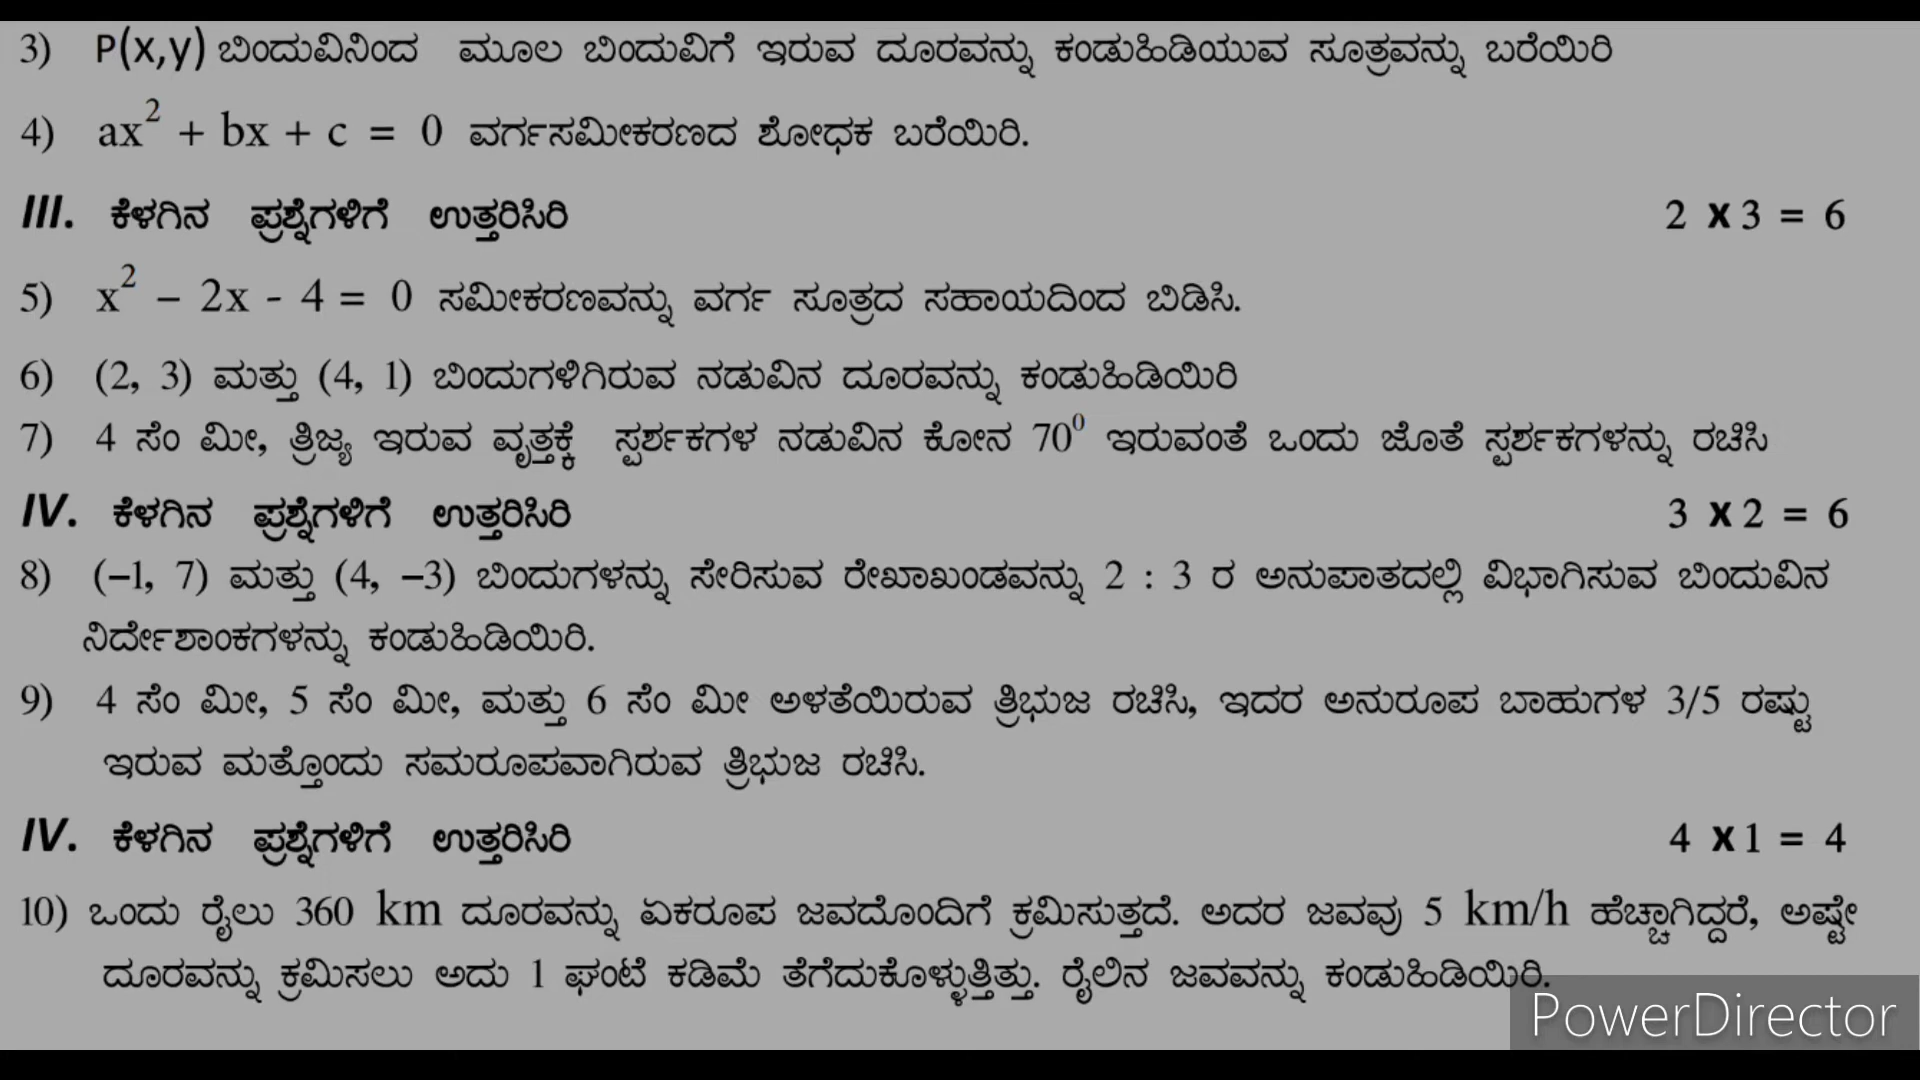 3) P(x,y) ಬಿಂದುವಿನಿಂದ ಮೂಲ ಬಿಂದುವಿಗೆ ಇರುವ ದೂರವನ್ನು ಕಂಡುಹಿಡಿಯುವ ಸೂತ್ರವನ್ನು ಬರೆಯಿರಿ
4) ax² + bx + c = 0 ವರ್ಗಸಮೀಕರಣದ ಶೋಧಕ ಬರೆಯಿರಿ.
III. ಕೆಳಗಿನ ಪ್ರಶ್ನೆಗಳಿಗೆ ಉತ್ತರಿಸಿರಿ 2 x 3 = 6
5) x² – 2x - 4 = 0 ಸಮೀಕರಣವನ್ನು ವರ್ಗ ಸೂತ್ರದ ಸಹಾಯದಿಂದ ಬಿಡಿಸಿ.
6) (2, 3) ಮತ್ತು (4, 1) ಬಿಂದುಗಳಿಗಿರುವ ನಡುವಿನ ದೂರವನ್ನು ಕಂಡುಹಿಡಿಯಿರಿ
7) 4 ಸೆಂ ಮೀ, ತ್ರಿಜ್ಯ ಇರುವ ವೃತ್ತಕ್ಕೆ ಸ್ಪರ್ಶಕಗಳ ನಡುವಿನ ಕೋನ 70⁰ ಇರುವಂತೆ ಒಂದು ಜೊತೆ ಸ್ಪರ್ಶಕಗಳನ್ನು ರಚಿಸಿ
IV. ಕೆಳಗಿನ ಪ್ರಶ್ನೆಗಳಿಗೆ ಉತ್ತರಿಸಿರಿ 3 x 2 = 6
8) (–1, 7) ಮತ್ತು (4, –3) ಬಿಂದುಗಳನ್ನು ಸೇರಿಸುವ ರೇಖಾಖಂಡವನ್ನು 2 : 3 ರ ಅನುಪಾತದಲ್ಲಿ ವಿಭಾಗಿಸುವ ಬಿಂದುವಿನ
ನಿರ್ದೇಶಾಂಕಗಳನ್ನು ಕಂಡುಹಿಡಿಯಿರಿ.
9) 4 ಸೆಂ ಮೀ, 5 ಸೆಂ ಮೀ, ಮತ್ತು 6 ಸೆಂ ಮೀ ಅಳತೆಯಿರುವ ತ್ರಿಭುಜ ರಚಿಸಿ, ಇದರ ಅನುರೂಪ ಬಾಹುಗಳ 3/5 ರಷ್ಟು
ಇರುವ ಮತ್ತೊಂದು ಸಮರೂಪವಾಗಿರುವ ತ್ರಿಭುಜ ರಚಿಸಿ.
IV. ಕೆಳಗಿನ ಪ್ರಶ್ನೆಗಳಿಗೆ ಉತ್ತರಿಸಿರಿ 4 x 1 = 4
10) ಒಂದು ರೈಲು 360 km ದೂರವನ್ನು ಏಕರೂಪ ಜವದೊಂದಿಗೆ ಕ್ರಮಿಸುತ್ತದೆ. ಅದರ ಜವವು 5 km/h ಹೆಚ್ಚಾಗಿದ್ದರೆ, ಅಷ್ಟೇ
ದೂರವನ್ನು ಕ್ರಮಿಸಲು ಅದು 1 ಘಂಟೆ ಕಡಿಮೆ ತೆಗೆದುಕೊಳ್ಳುತ್ತಿತ್ತು. ರೈಲಿನ ಜವವನ್ನು ಕಂಡುಹಿಡಿಯಿರಿ.
PowerDirector